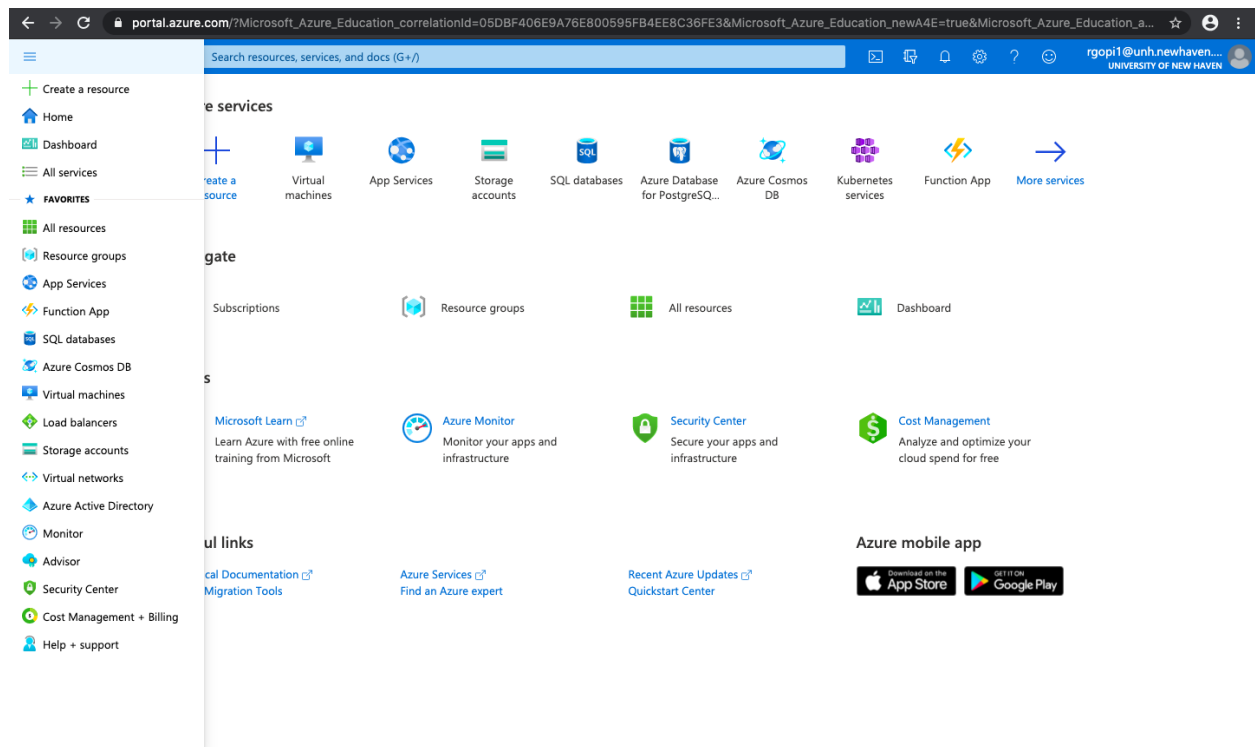 portal.azure.com/?Microsoft_Azure_Education_correlationId=05DBF406E9A76E800595FB4EE8C36FE3&Microsoft_Azure_Education_newA4E=true&Microsoft_Azure_Education_a...
Search resources, services, and docs (G+/)
rgopi1@unh.newhaven....
UNIVERSITY OF NEW HAVEN
Create a resource
Home
Dashboard
All services
FAVORITES
All resources
Resource groups
App Services
Function App
SQL databases
Azure Cosmos DB
Virtual machines
Load balancers
Storage accounts
Virtual networks
Azure Active Directory
Monitor
Advisor
Security Center
Cost Management + Billing
Help + support
e services
reate a
source
Virtual
machines
App Services
Storage
accounts
SQL
SQL databases
Azure Database
for PostgreSQ...
Azure Cosmos
DB
Kubernetes
services
Function App
More services
gate
Subscriptions
Resource groups
All resources
Dashboard
s
Microsoft Learn
Learn Azure with free online
training from Microsoft
Azure Monitor
Monitor your apps and
infrastructure
Security Center
Secure your apps and
infrastructure
Cost Management
Analyze and optimize your
cloud spend for free
ul links
cal Documentation
Migration Tools
Azure Services
Find an Azure expert
Recent Azure Updates
Quickstart Center
Azure mobile app
Download on the
App Store
GET IT ON
Google Play